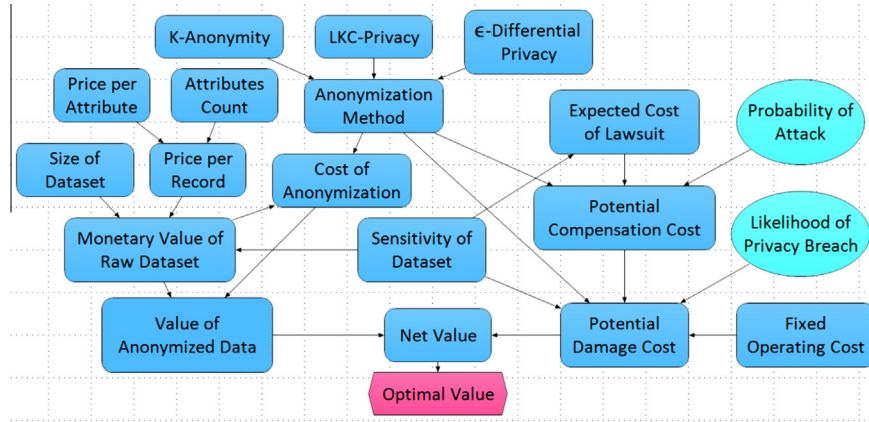 K-Anonymity
LKC-Privacy
ϵ-Differential
Privacy
Price per
Attribute
Attributes
Count
Anonymization
Method
Expected Cost
of Lawsuit
Probability of
Attack
Size of
Dataset
Price per
Record
Cost of
Anonymization
Monetary Value of
Raw Dataset
Sensitivity of
Dataset
Potential
Compensation Cost
Likelihood of
Privacy Breach
Value of
Anonymized Data
Net Value
Potential
Damage Cost
Fixed
Operating Cost
Optimal Value